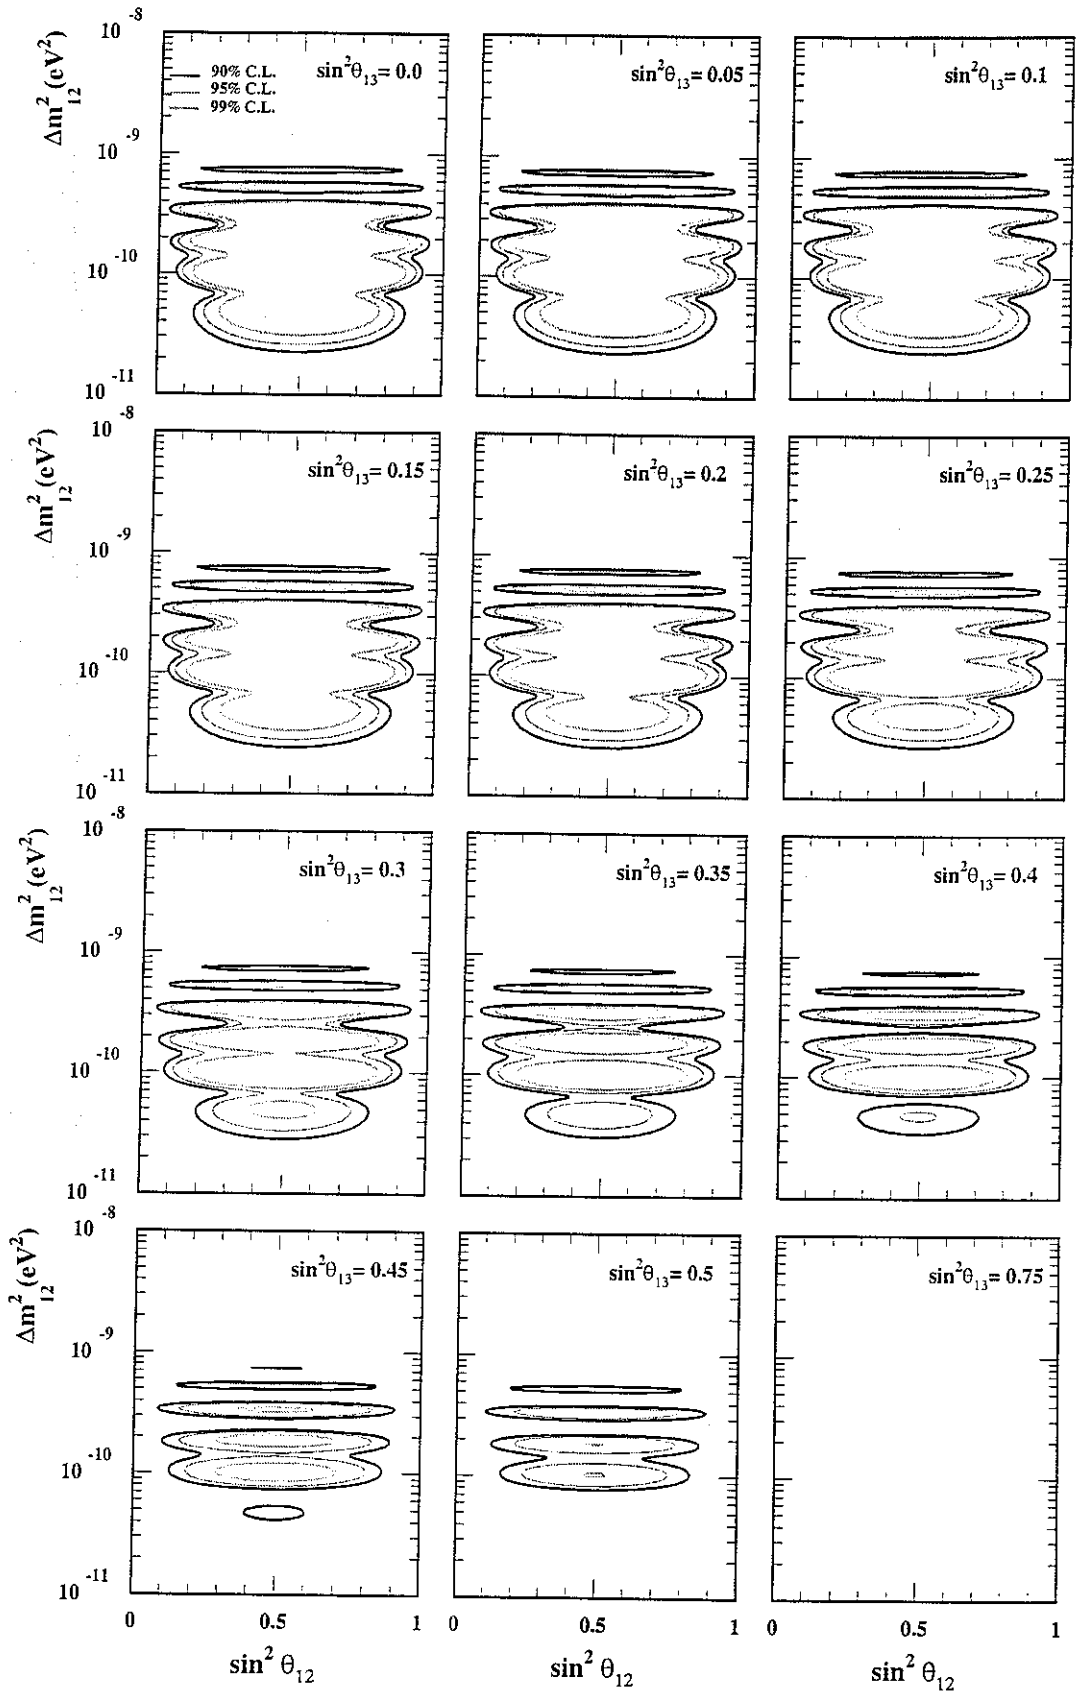 10 -8
Δm²12 (eV²)
90% C.L.
95% C.L.
99% C.L.
sin²θ13= 0.0
sin²θ13= 0.05
sin²θ13= 0.1
10 -9
10 -10
10 -11
10 -8
Δm²12 (eV²)
sin²θ13= 0.15
sin²θ13= 0.2
sin²θ13= 0.25
10 -9
10 -10
10 -11
10 -8
Δm²12 (eV²)
sin²θ13= 0.3
sin²θ13= 0.35
sin²θ13= 0.4
10 -9
10 -10
10 -11
10 -8
Δm²12 (eV²)
sin²θ13= 0.45
sin²θ13= 0.5
sin²θ13= 0.75
10 -9
10 -10
10 -11
0 0.5 1 0 0.5 1 0 0.5 1
sin² θ12 sin² θ12 sin² θ12